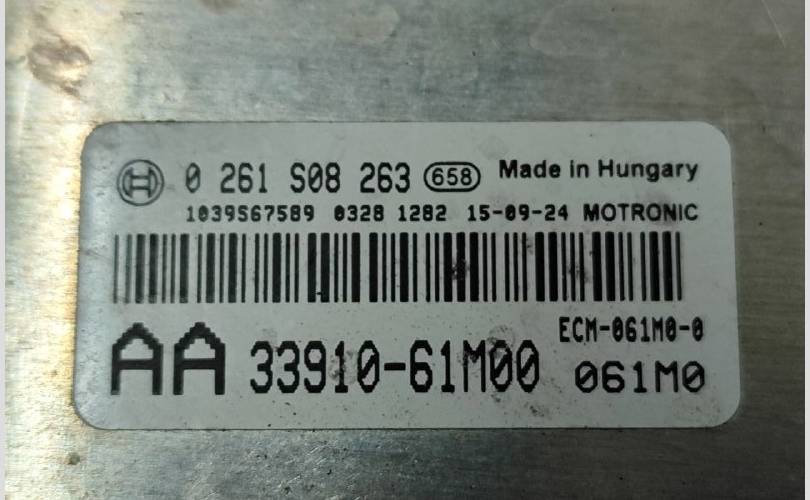 0 261 S08 263 658 Made in Hungary
1039S67589 0328 1282 15-09-24 MOTRONIC
ECM-061M0-0
AA 33910-61M00 061M0